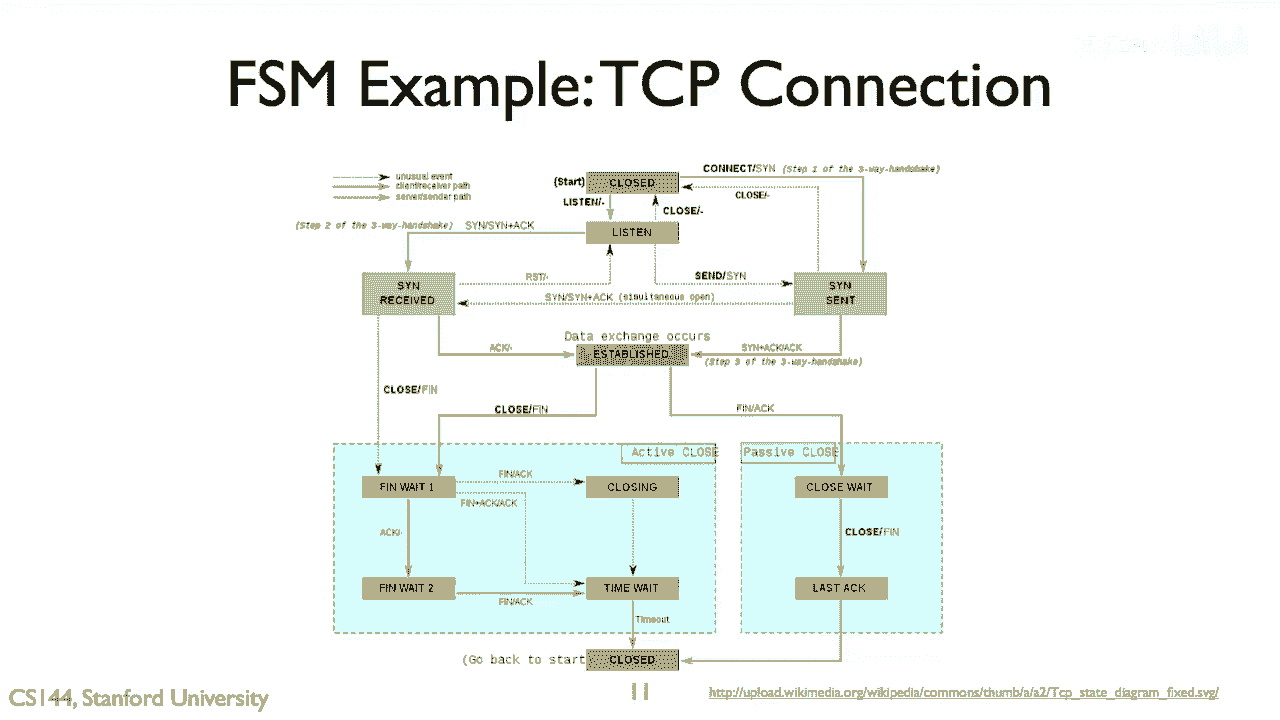 FSM Example: TCP Connection
unusual event
client/receiver path
server/sender path
(Start)
CLOSED
CONNECT/SYN (Step 1 of the 3-way-handshake)
CLOSE/-
LISTEN/-
CLOSE/-
(Step 2 of the 3-way-handshake) SYN/SYN+ACK
LISTEN
SYN
RECEIVED
RST/-
SEND/SYN
SYN
SENT
SYN/SYN+ACK (simultaneous open)
Data exchange occurs
ACK/-
ESTABLISHED
SYN+ACK/ACK
(Step 3 of the 3-way-handshake)
CLOSE/FIN
CLOSE/FIN
FIN/ACK
Active CLOSE
Passive CLOSE
FIN WAIT 1
FIN/ACK
CLOSING
CLOSE WAIT
FIN+ACK/ACK
ACK/-
CLOSE/FIN
FIN WAIT 2
FIN/ACK
TIME WAIT
LAST ACK
Timeout
(Go back to start
CLOSED
CS144, Stanford University
11
http://upload.wikimedia.org/wikipedia/commons/thumb/a/a2/Tcp_state_diagram_fixed.svg/